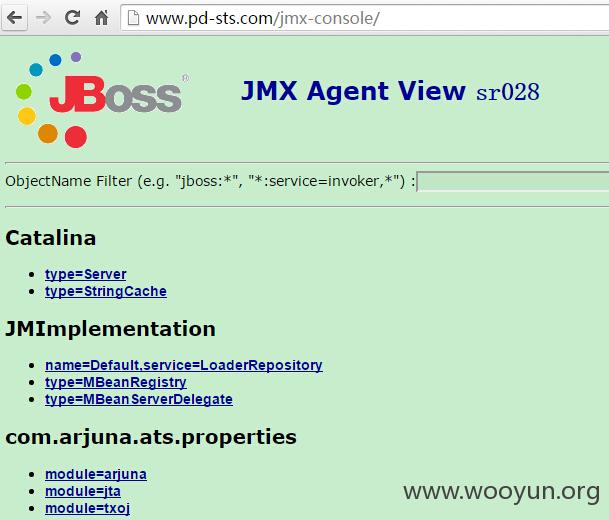 www.pd-sts.com/jmx-console/
JBoss®
JMX Agent View sr028
ObjectName Filter (e.g. "jboss:*", "*:service=invoker,*") :
Catalina
type=Server
type=StringCache
JMImplementation
name=Default,service=LoaderRepository
type=MBeanRegistry
type=MBeanServerDelegate
com.arjuna.ats.properties
module=arjuna
module=jta
module=txoj
www.wooyun.org